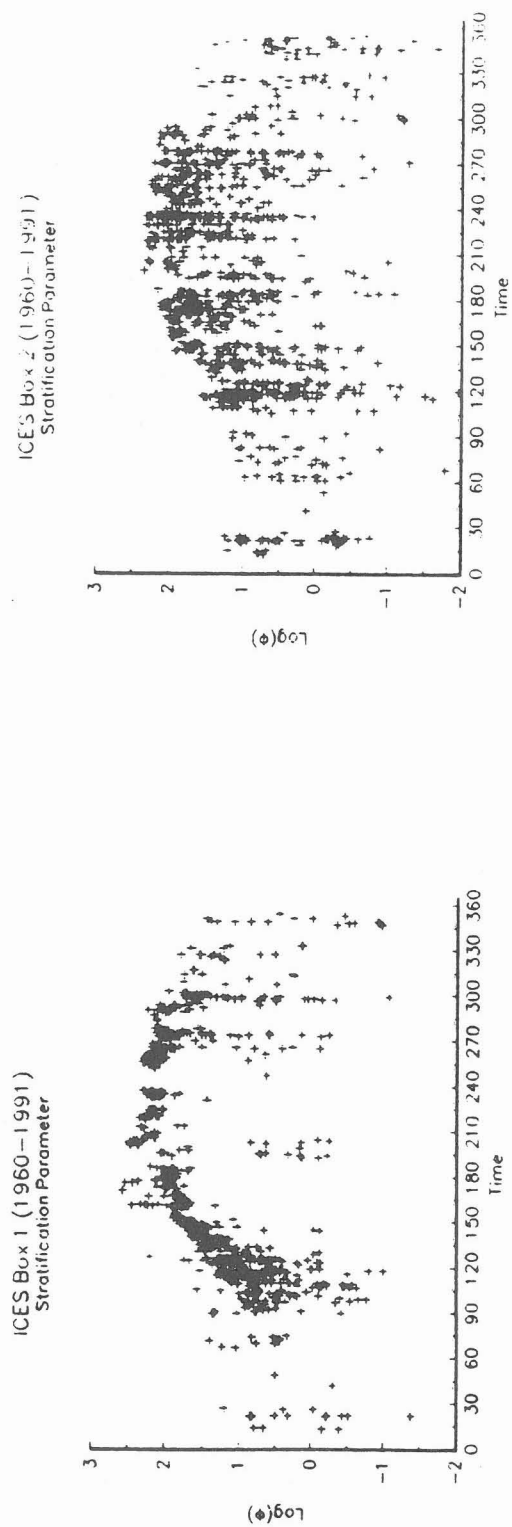 ICES Box 1 (1960-1991)
Stratification Parameter
3
2
1
0
-1
-2
Log(Φ)
0 30 60 90 120 150 180 210 240 270 300 330 360
Time
ICES Box 2 (1960-1991)
Stratification Parameter
3
2
1
0
-1
-2
Log(Φ)
0 30 60 90 120 150 180 210 240 270 300 330 360
Time